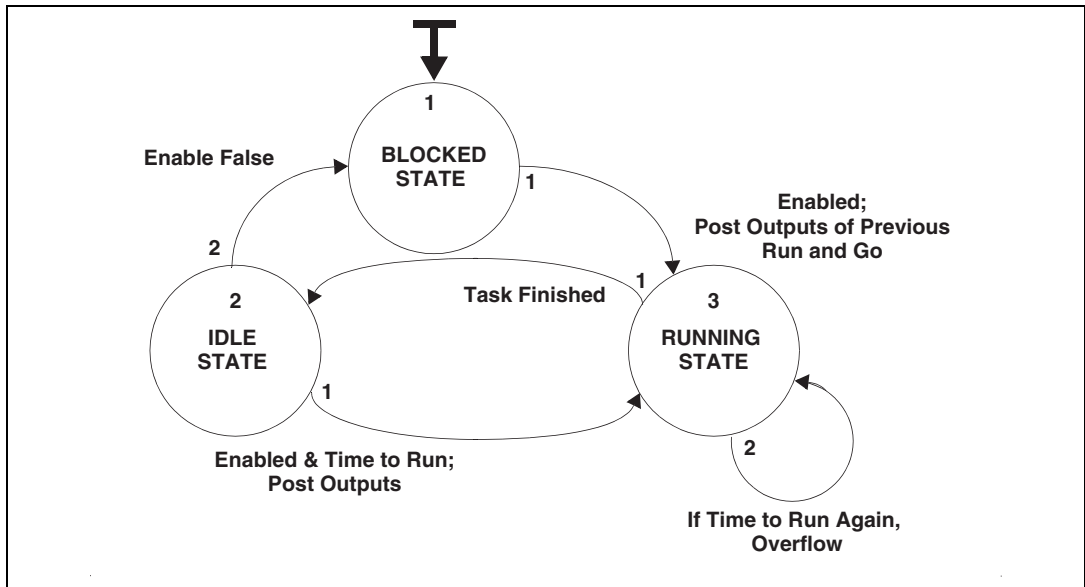 1
BLOCKED
STATE
Enable False
1
Enabled;
Post Outputs of Previous
Run and Go
2
1
Task Finished
2
IDLE
STATE
3
RUNNING
STATE
1
2
Enabled & Time to Run;
Post Outputs
If Time to Run Again,
Overflow